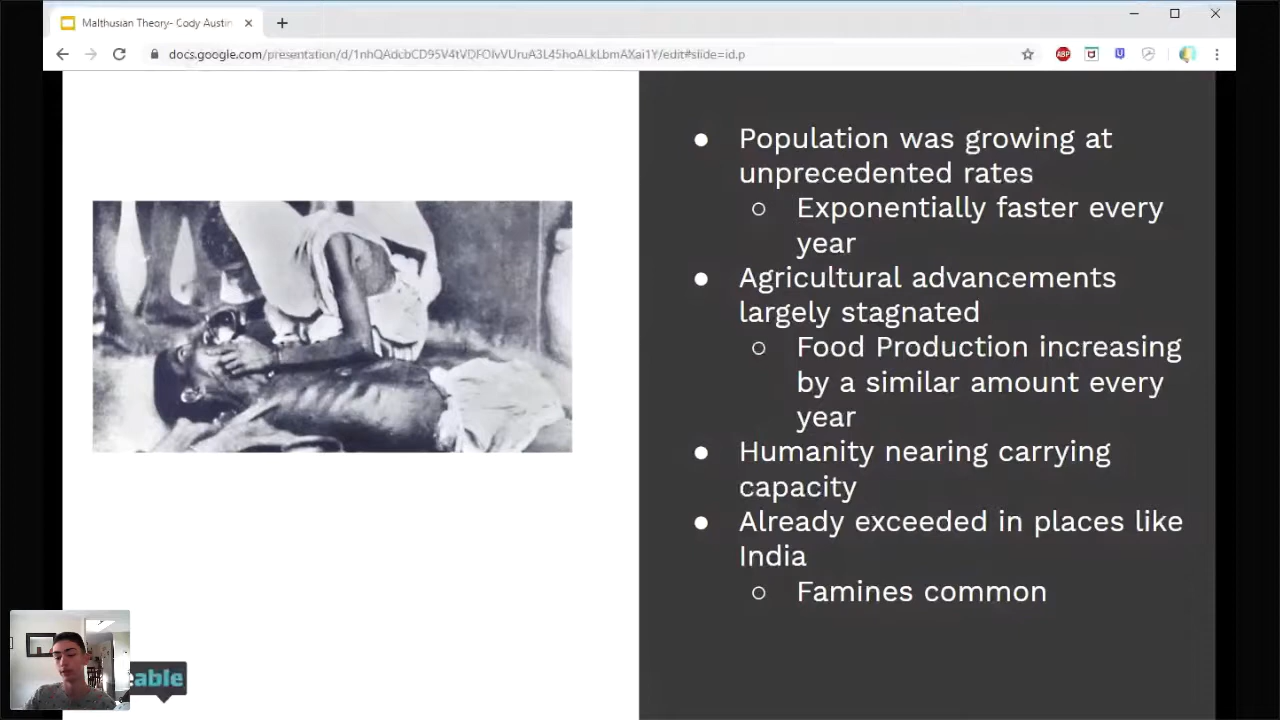 Malthusian Theory- Cody Austin
docs.google.com/presentation/d/1nhQAdcbCD95V4tVDFOlvVUruA3L45hoALkLbmAXai1Y/edit#slide=id.p
ABP
● Population was growing at
unprecedented rates
○ Exponentially faster every
year
● Agricultural advancements
largely stagnated
○ Food Production increasing
by a similar amount every
year
● Humanity nearing carrying
capacity
● Already exceeded in places like
India
○ Famines common
eable